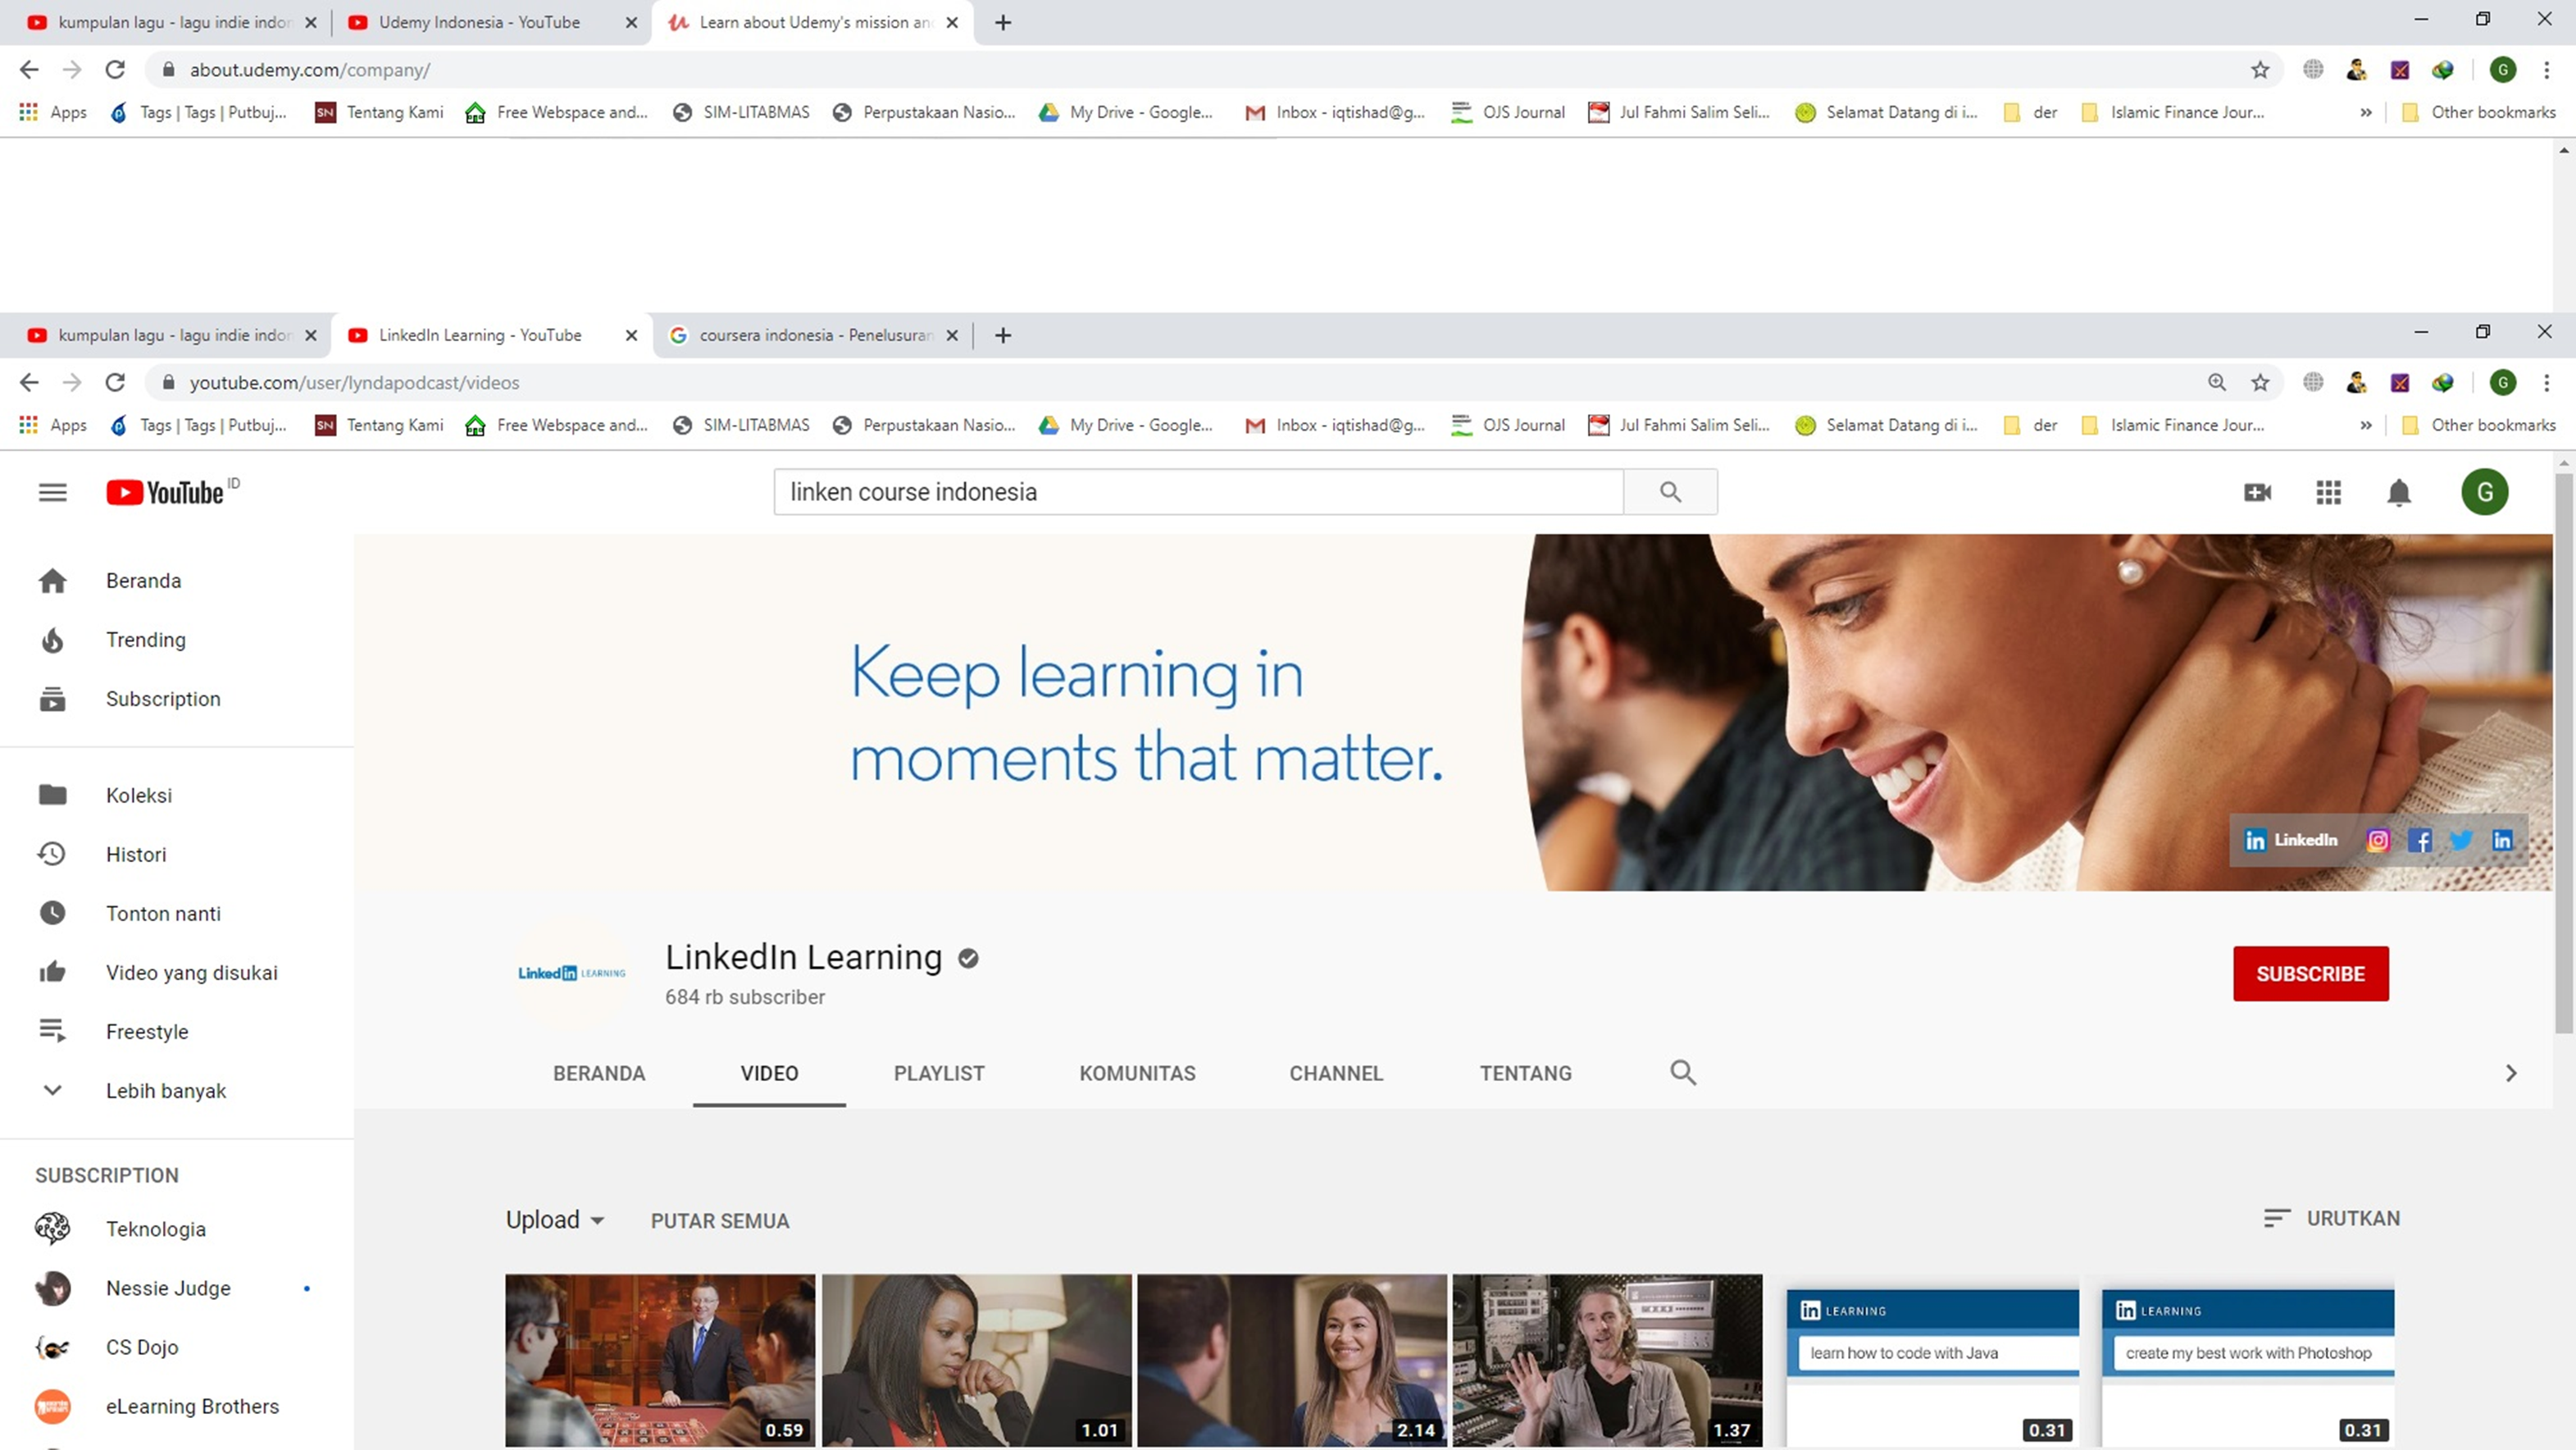 kumpulan lagu - lagu indie indon
Udemy Indonesia - YouTube
Learn about Udemy's mission an
about.udemy.com/company/
Apps
Tags | Tags | Putbuj...
SN Tentang Kami
Free Webspace and...
SIM-LITABMAS
Perpustakaan Nasio...
My Drive - Google...
Inbox - iqtishad@g...
OJS Journal
Jul Fahmi Salim Seli...
Selamat Datang di i...
der
Islamic Finance Jour...
»
Other bookmarks
G
kumpulan lagu - lagu indie indon
LinkedIn Learning - YouTube
coursera indonesia - Penelusuran
youtube.com/user/lyndapodcast/videos
G
Apps
Tags | Tags | Putbuj...
SN Tentang Kami
Free Webspace and...
SIM-LITABMAS
Perpustakaan Nasio...
My Drive - Google...
Inbox - iqtishad@g...
OJS Journal
Jul Fahmi Salim Seli...
Selamat Datang di i...
der
Islamic Finance Jour...
»
Other bookmarks
YouTube ID
linken course indonesia
G
Beranda
Trending
Subscription
Koleksi
Histori
Tonton nanti
Video yang disukai
Freestyle
Lebih banyak
SUBSCRIPTION
Teknologia
Nessie Judge
CS Dojo
eLearning Brothers
Keep learning in
moments that matter.
in LinkedIn
LinkedIn LEARNING
LinkedIn Learning
684 rb subscriber
SUBSCRIBE
BERANDA
VIDEO
PLAYLIST
KOMUNITAS
CHANNEL
TENTANG
Upload
PUTAR SEMUA
URUTKAN
0.59
1.01
2.14
1.37
in LEARNING
learn how to code with Java
0.31
in LEARNING
create my best work with Photoshop
0.31